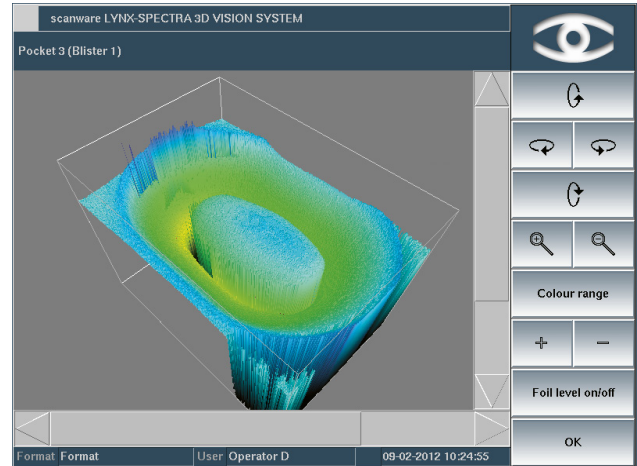 scanware LYNX-SPECTRA 3D VISION SYSTEM
Pocket 3 (Blister 1)
Colour range
Foil level on/off
OK
Format Format User Operator D 09-02-2012 10:24:55